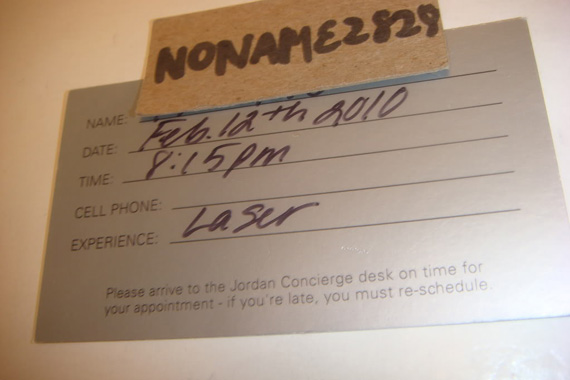 NONAME2828
NAME:
DATE: Feb. 12th 2010
TIME: 8:15pm
CELL PHONE:
EXPERIENCE: Laser
Please arrive to the Jordan Concierge desk on time for
your appointment - if you're late, you must re-schedule.